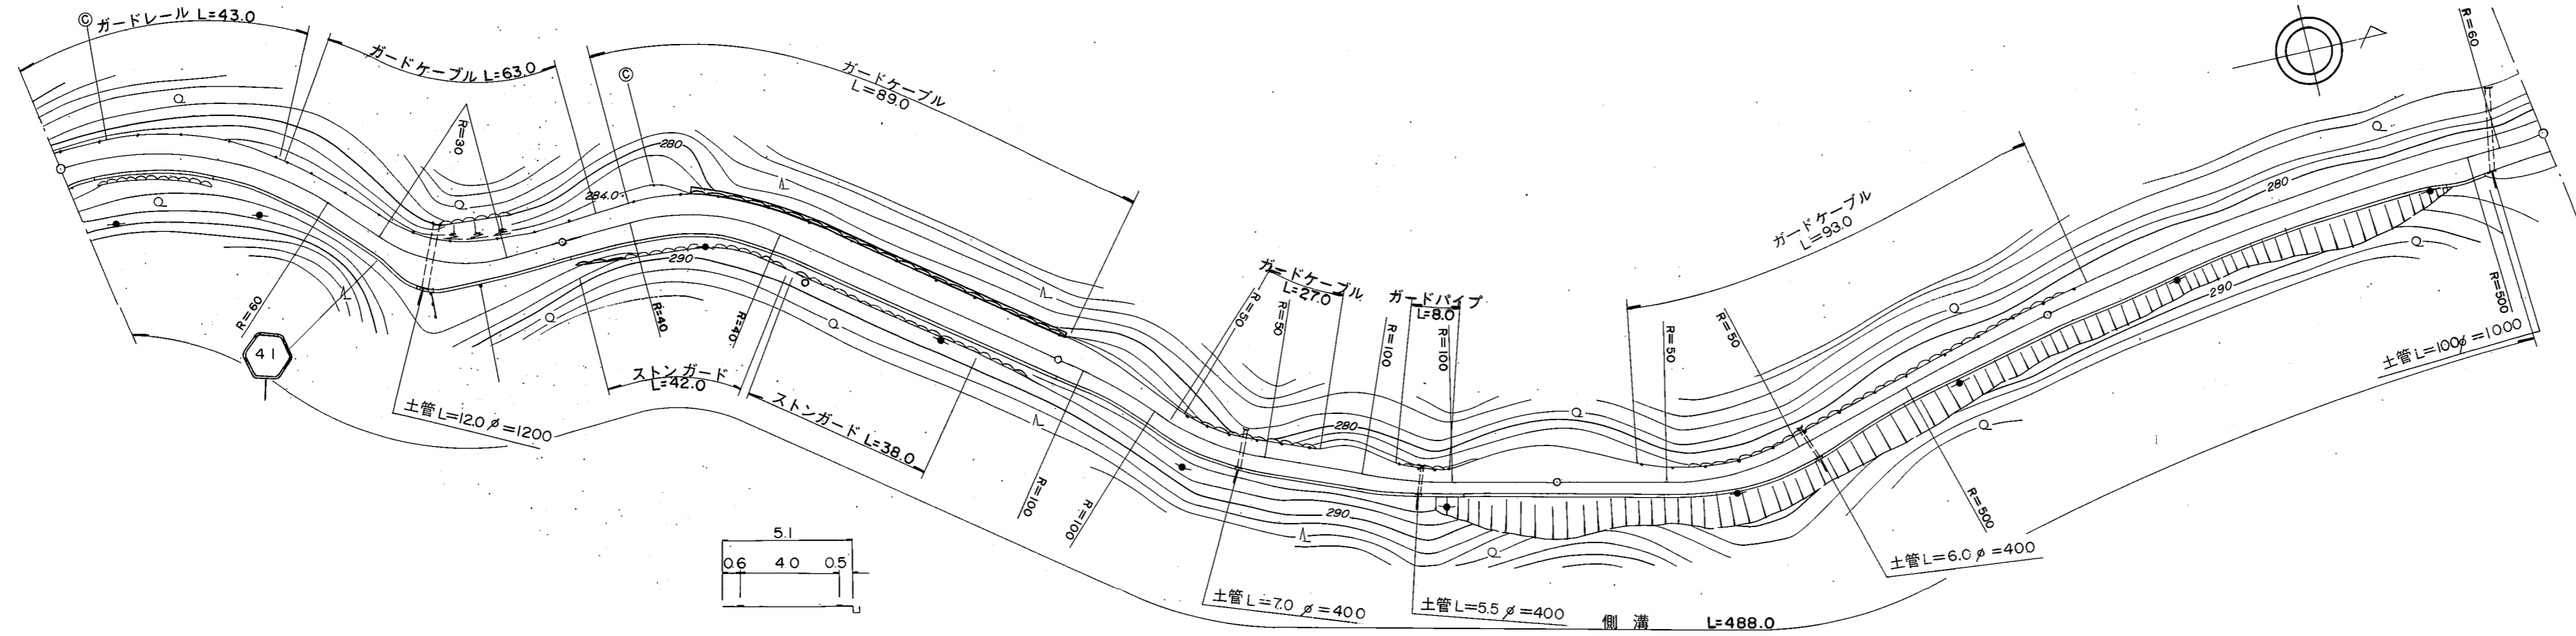 Ⓒ ガードレール L=43.0
ガードケーブル L=63.0
Ⓒ
ガードケーブル
L=89.0
R=30
280
284.0
290
R=60
41
R=40
R=40
ストンガード
L=42.0
ストンガード L=38.0
土管 L=12.0 φ=1200
R=100
R=100
ガードケーブル
L=27.0
R=50
R=50
ガードパイプ
L=8.0
R=100
R=100
280
290
ガードケーブル
L=93.0
R=50
R=50
280
290
R=60
R=500
R=500
土管 L=100φ=1000
土管 L=6.0 φ=400
土管 L=7.0 φ=400
土管 L=5.5 φ=400
側溝 L=488.0
5.1
0.6 4.0 0.5